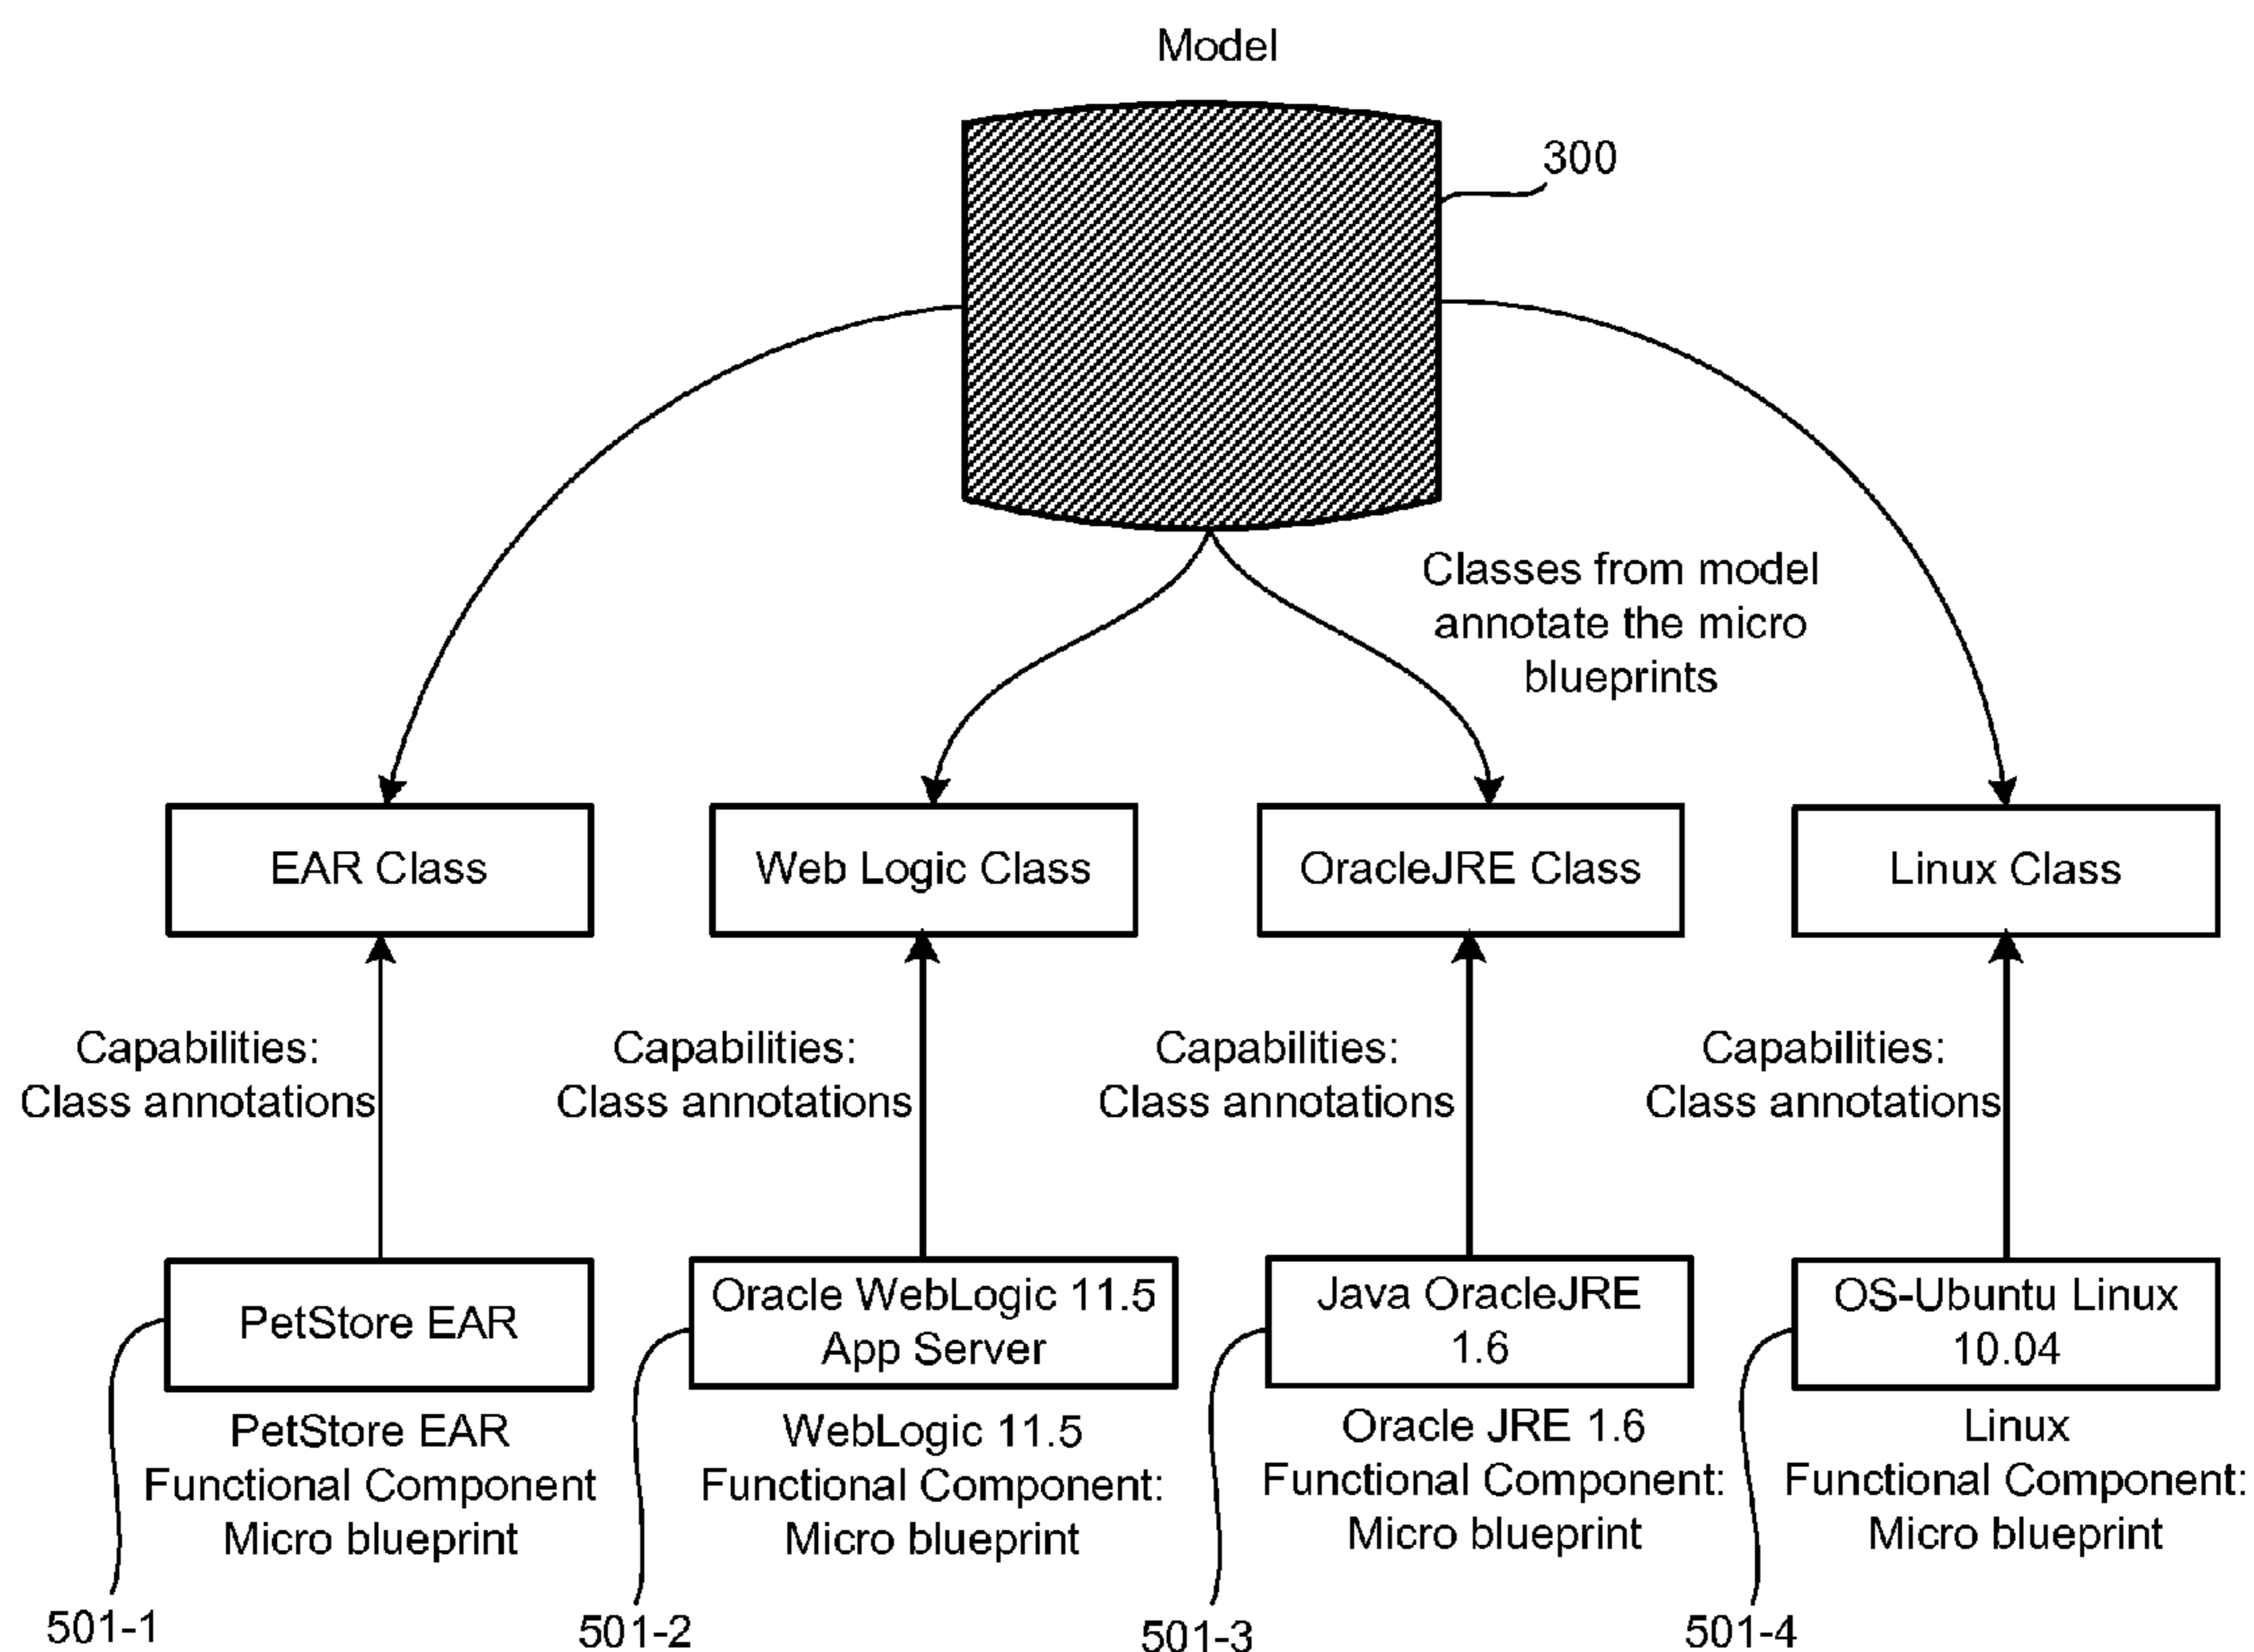 Model
300
Classes from model
annotate the micro
blueprints
EAR Class
Web Logic Class
OracleJRE Class
Linux Class
Capabilities:
Class annotations
Capabilities:
Class annotations
Capabilities:
Class annotations
Capabilities:
Class annotations
PetStore EAR
Oracle WebLogic 11.5
App Server
Java OracleJRE
1.6
OS-Ubuntu Linux
10.04
PetStore EAR
Functional Component
Micro blueprint
WebLogic 11.5
Functional Component:
Micro blueprint
Oracle JRE 1.6
Functional Component:
Micro blueprint
Linux
Functional Component:
Micro blueprint
501-1
501-2
501-3
501-4